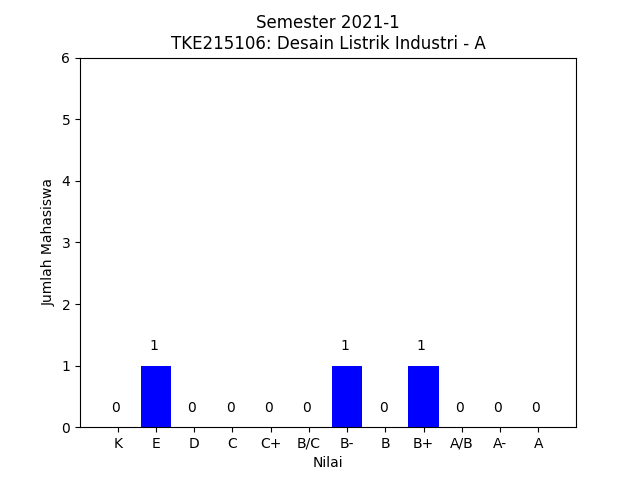 Semester 2021-1
TKE215106: Desain Listrik Industri - A
6
5
4
3
2
1
0
Jumlah Mahasiswa
0 1 0 0 0 0 1 0 1 0 0 0
K E D C C+ B/C B- B B+ A/B A- A
Nilai